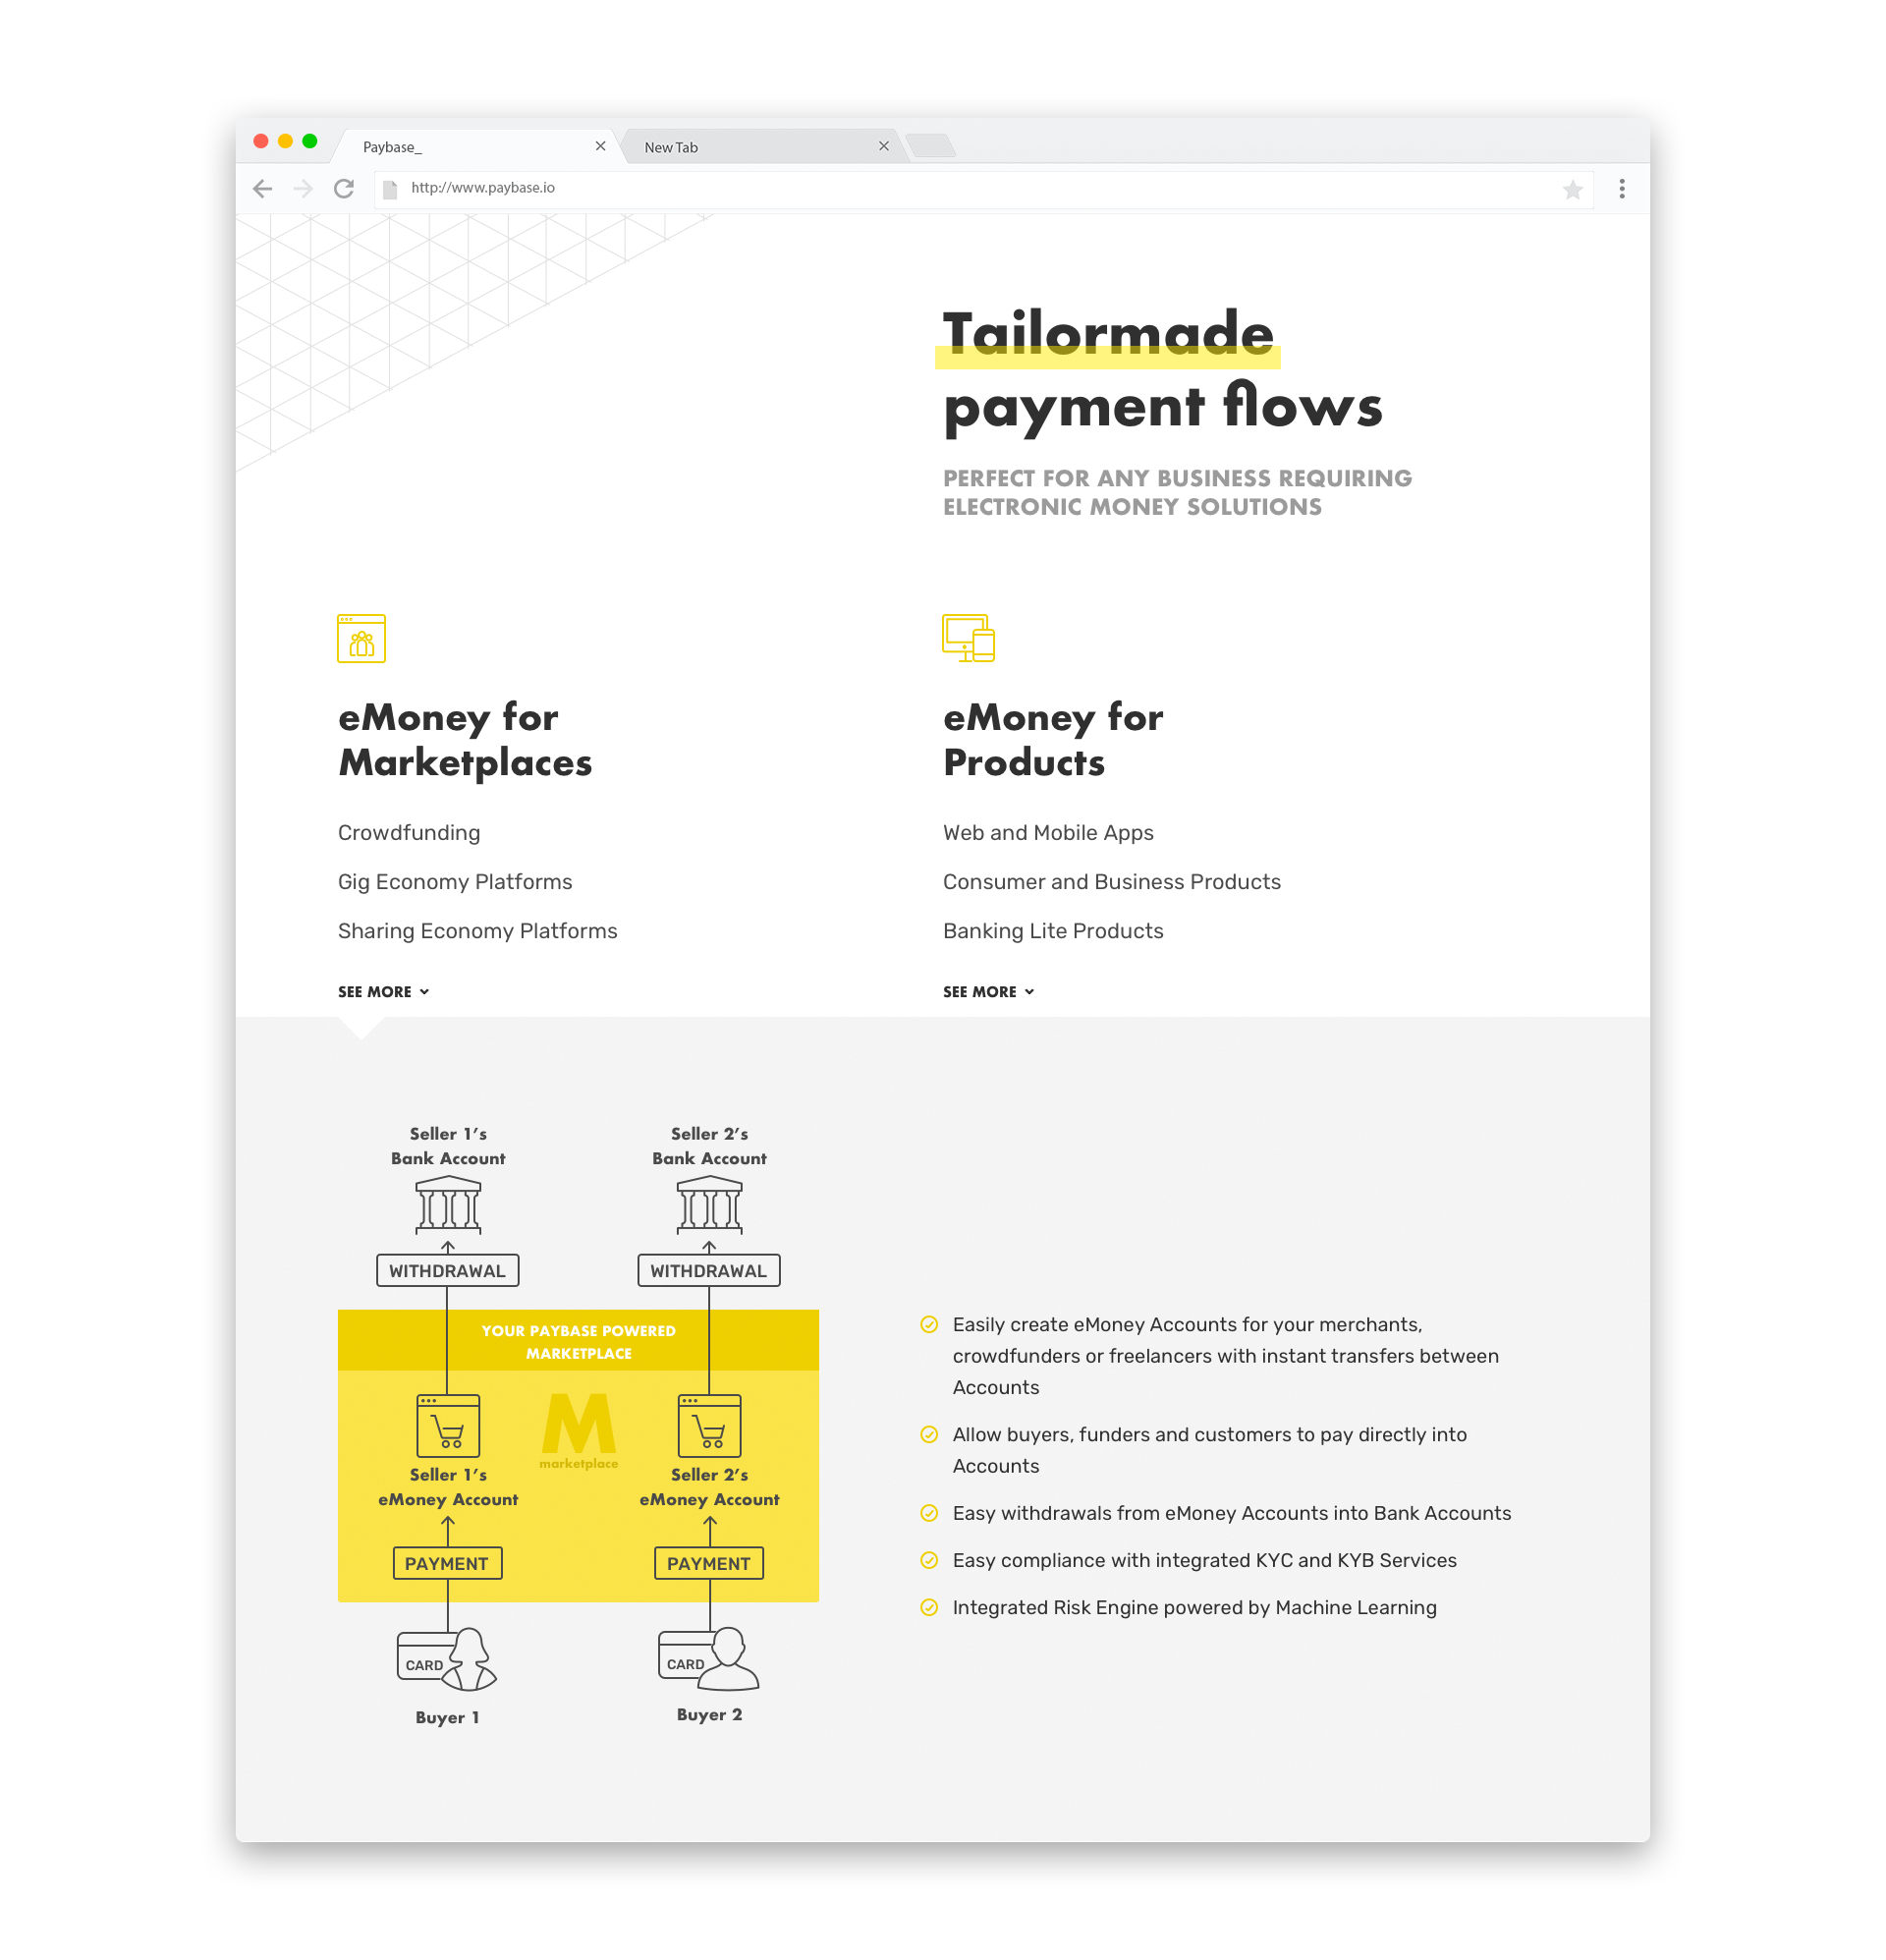 Paybase_
New Tab
http://www.paybase.io
Tailormade
payment flows
PERFECT FOR ANY BUSINESS REQUIRING
ELECTRONIC MONEY SOLUTIONS
eMoney for
Marketplaces
Crowdfunding
Gig Economy Platforms
Sharing Economy Platforms
SEE MORE
eMoney for
Products
Web and Mobile Apps
Consumer and Business Products
Banking Lite Products
SEE MORE
Seller 1's
Bank Account
WITHDRAWAL
Seller 2's
Bank Account
WITHDRAWAL
YOUR PAYBASE POWERED
MARKETPLACE
M
marketplace
Seller 1's
eMoney Account
PAYMENT
CARD
Buyer 1
Seller 2's
eMoney Account
PAYMENT
CARD
Buyer 2
Easily create eMoney Accounts for your merchants,
crowdfunders or freelancers with instant transfers between
Accounts
Allow buyers, funders and customers to pay directly into
Accounts
Easy withdrawals from eMoney Accounts into Bank Accounts
Easy compliance with integrated KYC and KYB Services
Integrated Risk Engine powered by Machine Learning